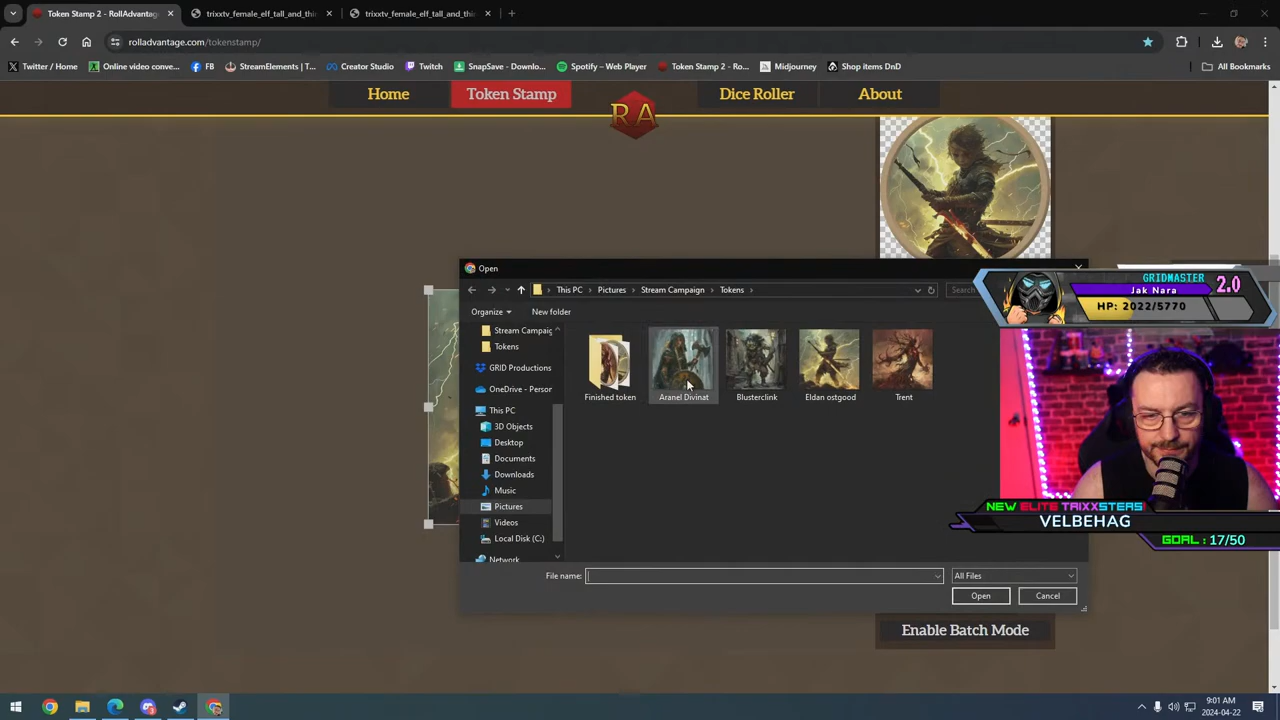 Token Stamp 2 - RollAdvantage
trixxtv_female_elf_tall_and_thi
trixxtv_female_elf_tall_and_thi
rolladvantage.com/tokenstamp/
Twitter / Home
Online video conve...
FB
StreamElements | T...
Creator Studio
Twitch
SnapSave - Downlo...
Spotify – Web Player
Token Stamp 2 - Ro...
Midjourney
Shop items DnD
All Bookmarks
Home
Token Stamp
RA
Dice Roller
About
Open
This PC
Pictures
Stream Campaign
Tokens
Search
Organize
New folder
Stream Campaig
Tokens
GRID Productions
OneDrive - Person
This PC
3D Objects
Desktop
Documents
Downloads
Music
Pictures
Videos
Local Disk (C:)
Network
Finished token
Aranel Divinat
Blusterclink
Eldan ostgood
Trent
File name:
All Files
Open
Cancel
Enable Batch Mode
GRIDMASTER
2.0
Jak Nara
HP: 2022/5770
NEW ELITE TRIXXSTERS!
VELBEHAG
GOAL : 17/50
9:01 AM
2024-04-22